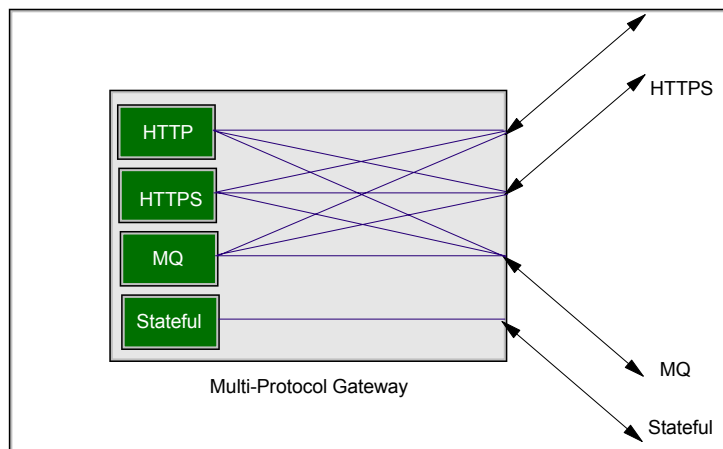 HTTP
HTTPS
MQ
Stateful
Multi-Protocol Gateway
HTTPS
MQ
Stateful